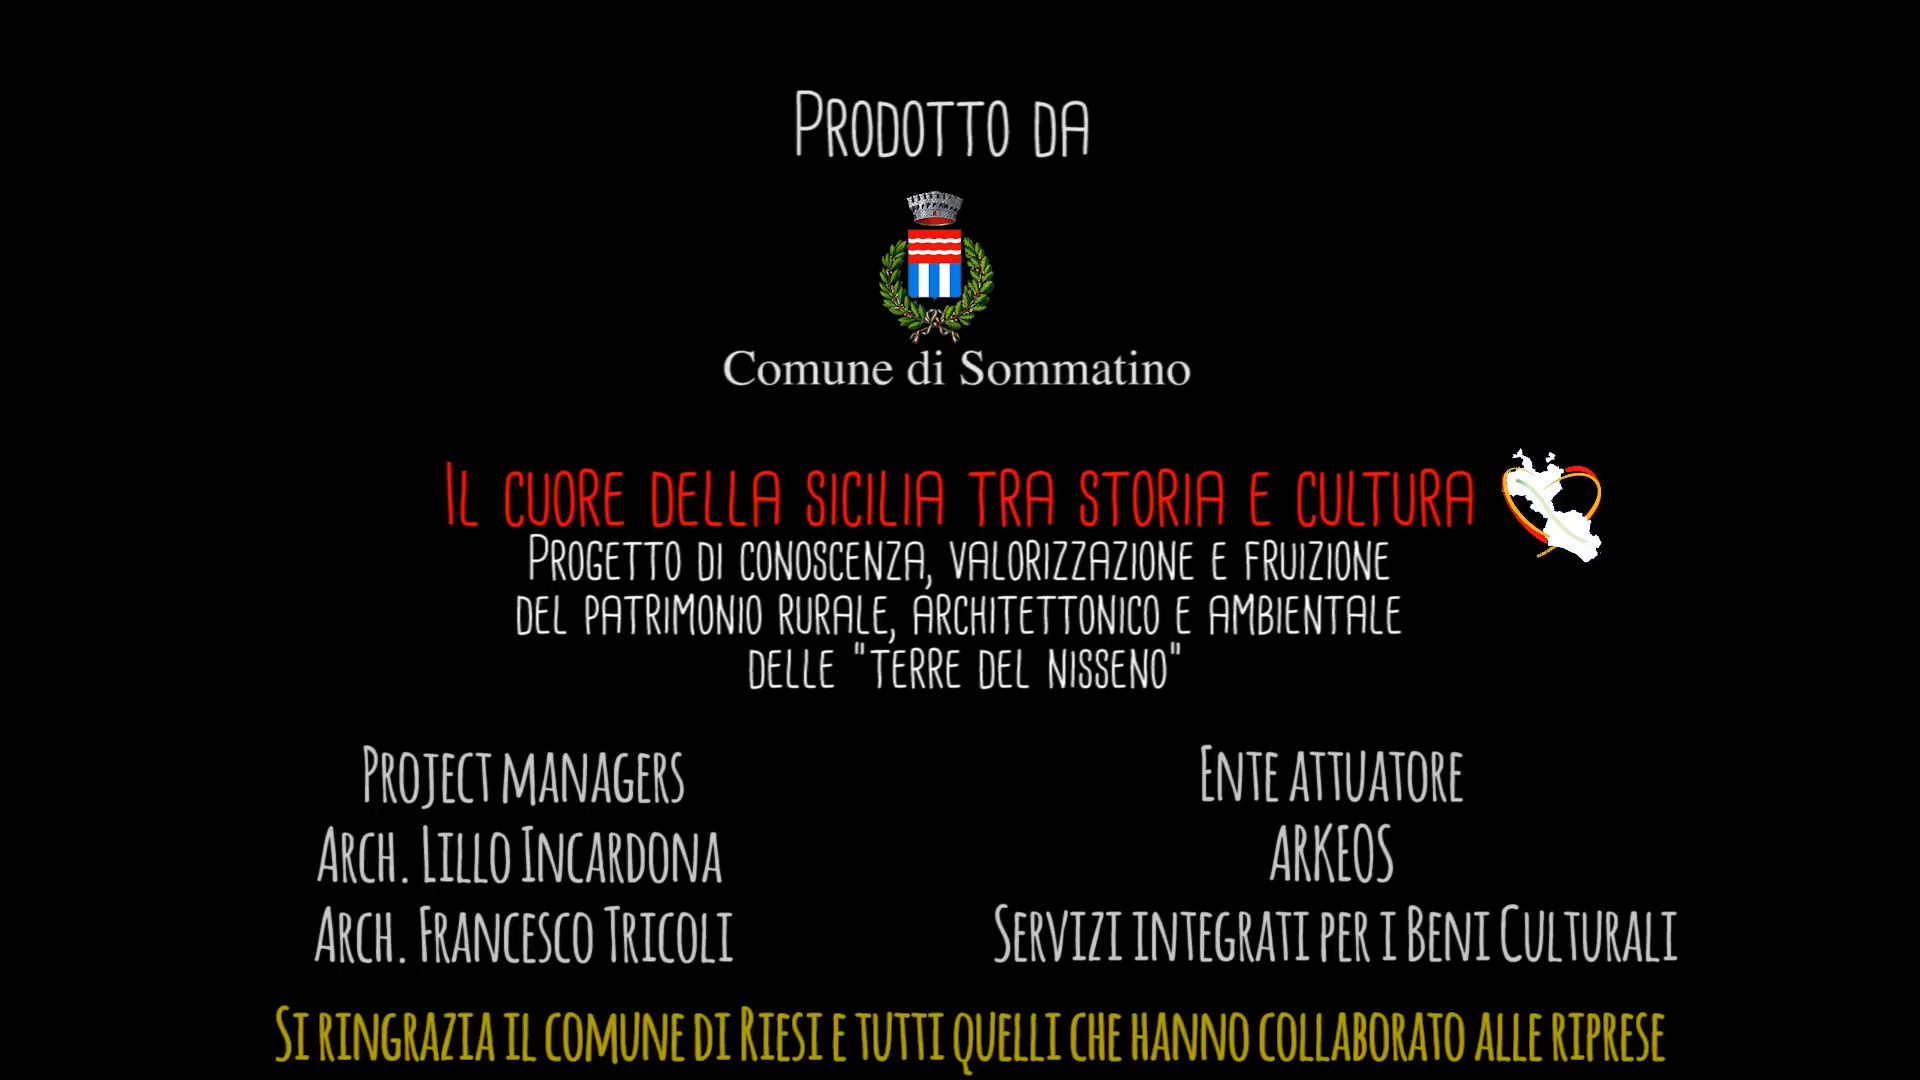 Prodotto da
Comune di Sommatino
Il cuore della sicilia tra storia e cultura
Progetto di conoscenza, valorizzazione e fruizione
del patrimonio rurale, architettonico e ambientale
delle "terre del nisseno"
Project managers
Arch. Lillo Incardona
Arch. Francesco Tricoli
Ente attuatore
ARKEOS
Servizi integrati per i Beni Culturali
Si ringrazia il comune di Riesi e tutti quelli che hanno collaborato alle riprese